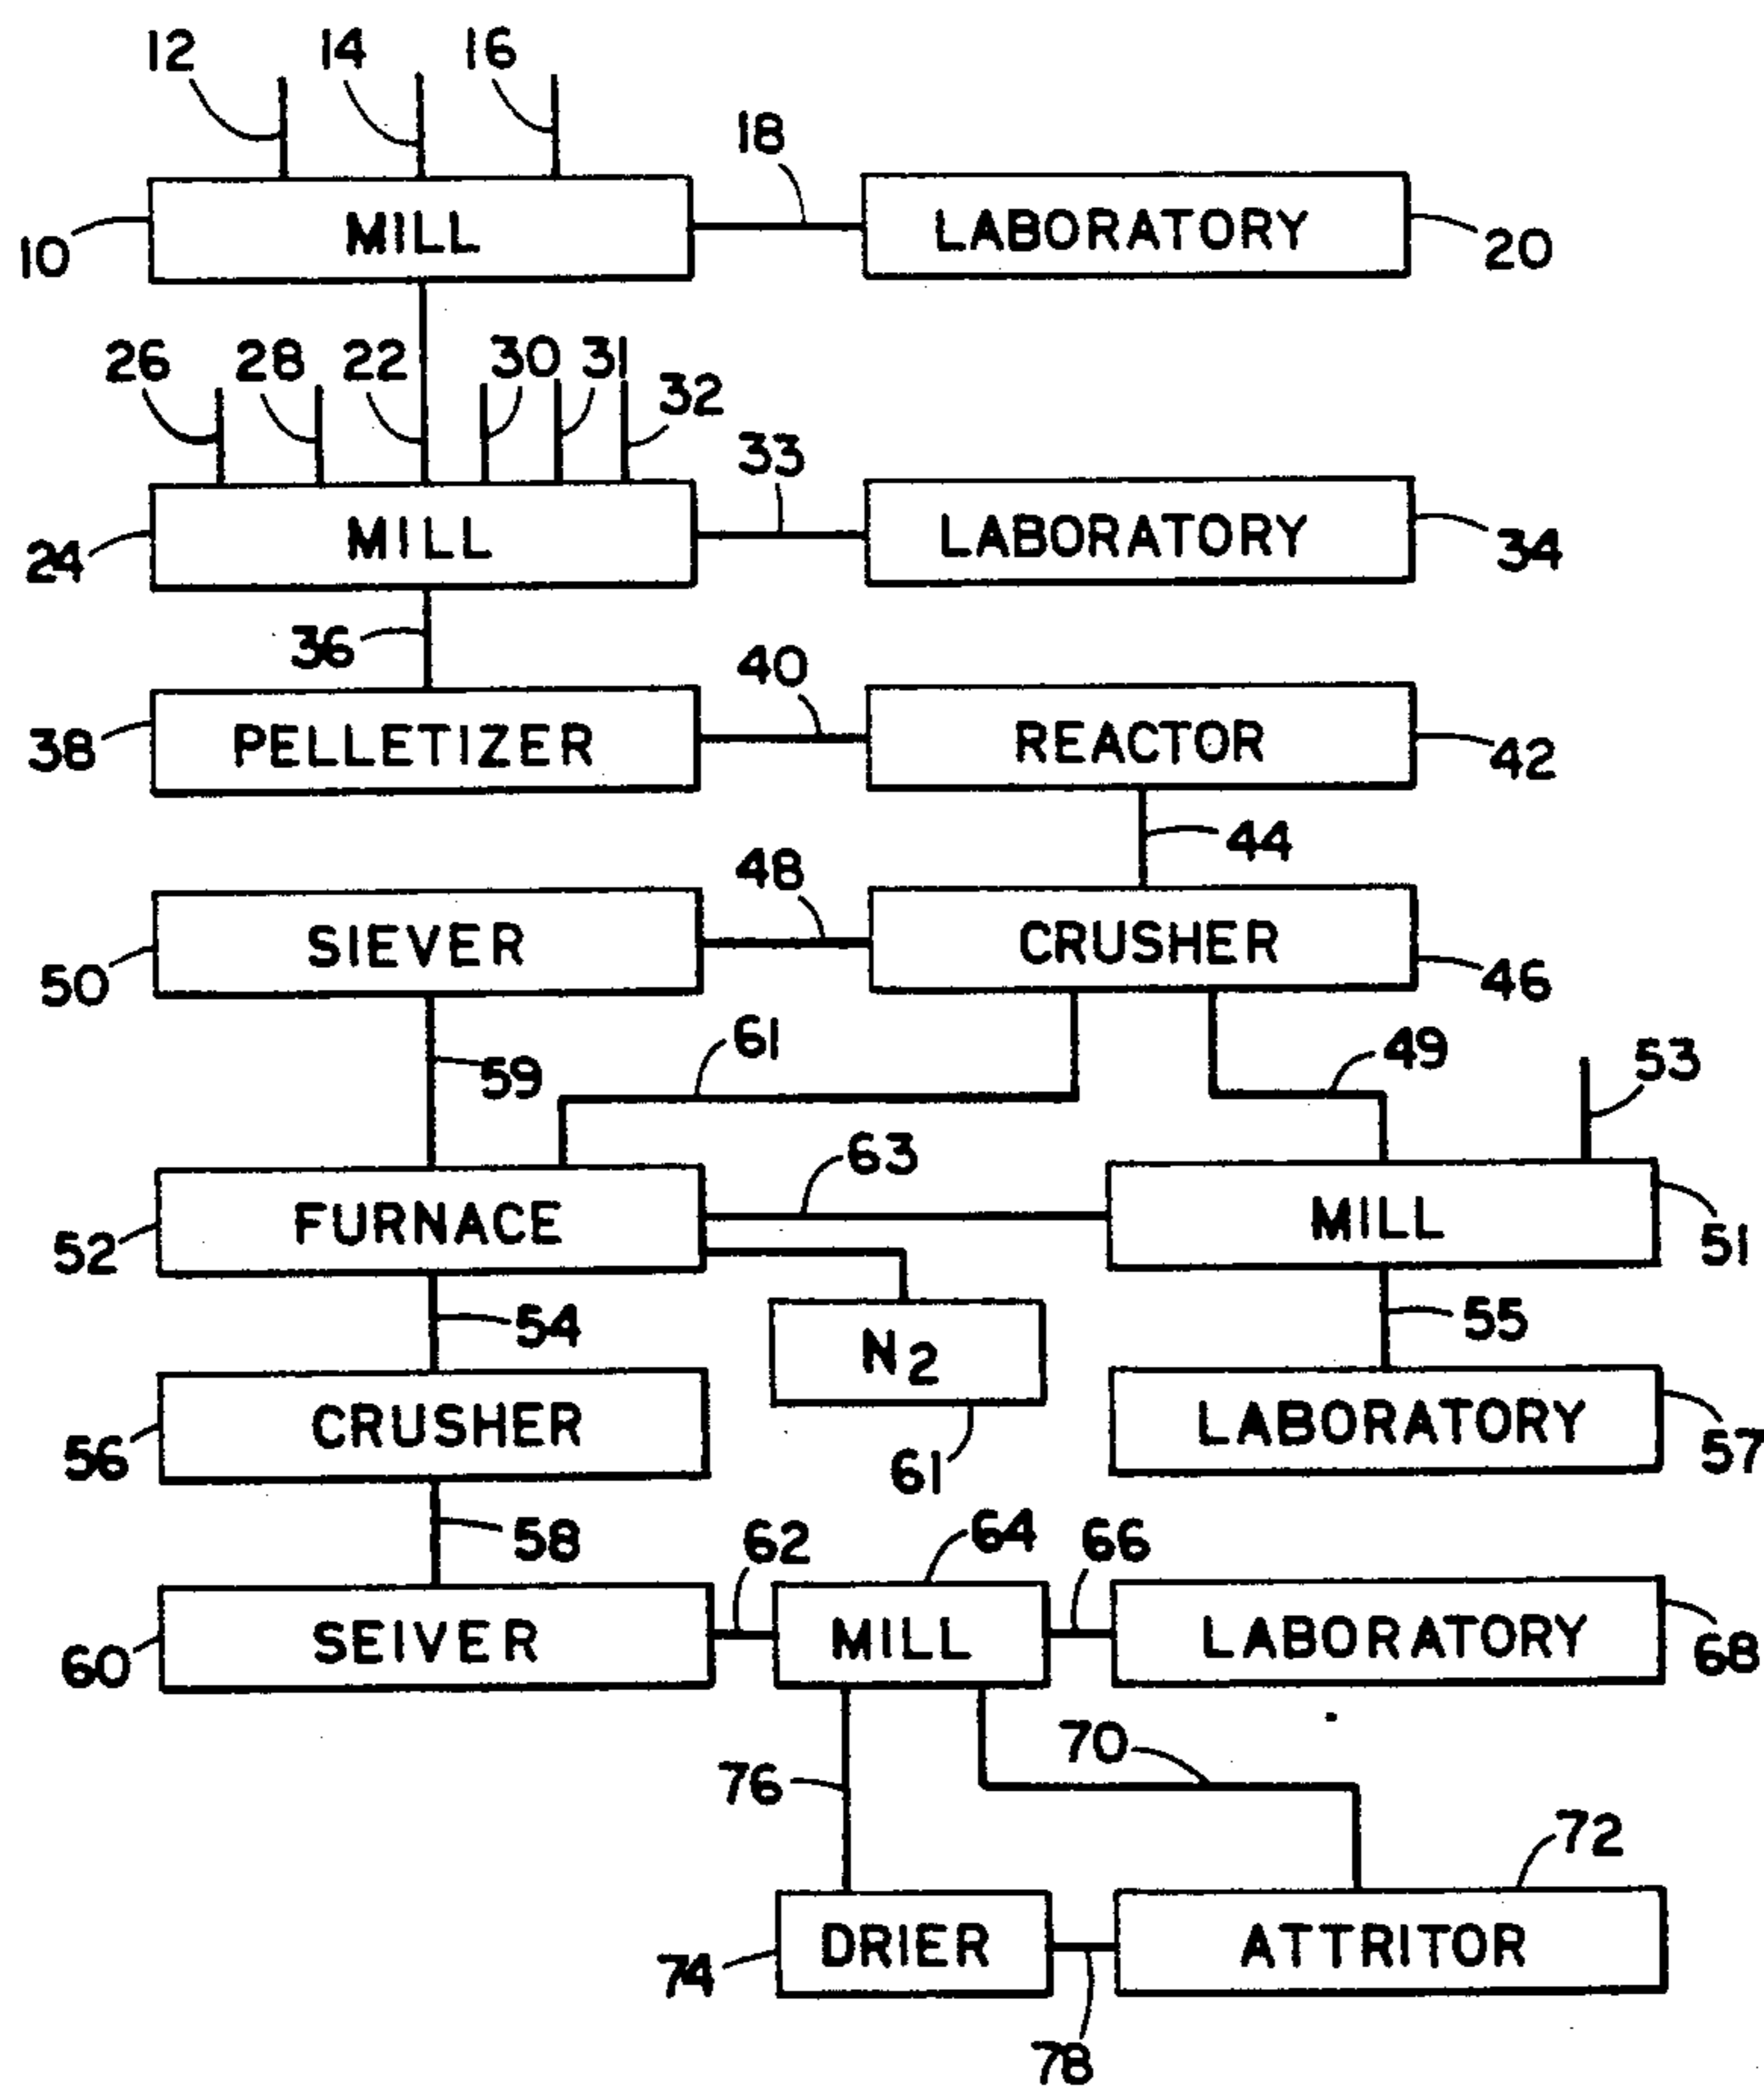 12 14 16
18
MILL LABORATORY
10 20
26 28 22 30 31 32
33
MILL LABORATORY
24 34
36
40
PELLETIZER REACTOR
38 42
44
48
SIEVER CRUSHER
50 46
61 49 53
59
63
FURNACE MILL
52 51
54 55
N2
CRUSHER LABORATORY
56 61 57
58 62 64 66
SEIVER MILL LABORATORY
60 68
70
76
72
DRIER ATTRITOR
74
78